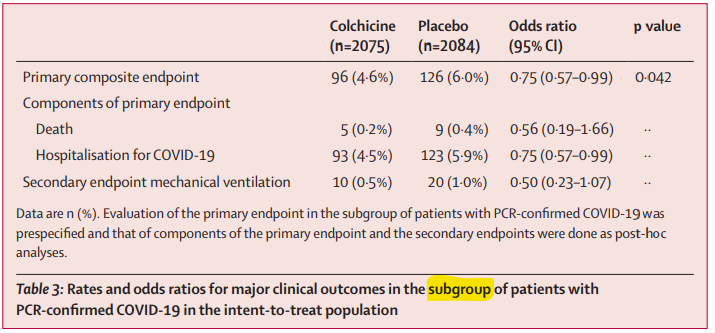 Colchicine Placebo Odds ratio p value
(n=2075) (n=2084) (95% CI)
Primary composite endpoint 96 (4·6%) 126 (6·0%) 0·75 (0·57–0·99) 0·042
Components of primary endpoint
Death 5 (0·2%) 9 (0·4%) 0·56 (0·19–1·66) ··
Hospitalisation for COVID-19 93 (4·5%) 123 (5·9%) 0·75 (0·57–0·99) ··
Secondary endpoint mechanical ventilation 10 (0·5%) 20 (1·0%) 0·50 (0·23–1·07) ··
Data are n (%). Evaluation of the primary endpoint in the subgroup of patients with PCR-confirmed COVID-19 was
prespecified and that of components of the primary endpoint and the secondary endpoints were done as post-hoc
analyses.
Table 3: Rates and odds ratios for major clinical outcomes in the subgroup of patients with
PCR-confirmed COVID-19 in the intent-to-treat population